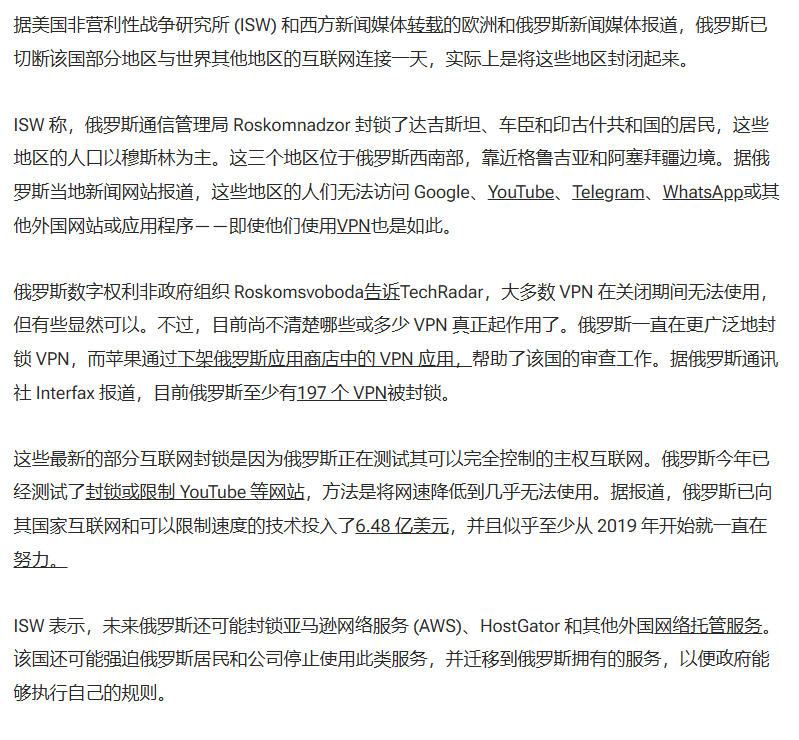 据美国非营利性战争研究所 (ISW) 和西方新闻媒体转载的欧洲和俄罗斯新闻媒体报道，俄罗斯已
切断该国部分地区与世界其他地区的互联网连接一天，实际上是将这些地区封闭起来。
ISW 称，俄罗斯通信管理局 Roskomnadzor 封锁了达吉斯坦、车臣和印古什共和国的居民，这些
地区的人口以穆斯林为主。这三个地区位于俄罗斯西南部，靠近格鲁吉亚和阿塞拜疆边境。据俄
罗斯当地新闻网站报道，这些地区的人们无法访问 Google、YouTube、Telegram、WhatsApp或其
他外国网站或应用程序——即使他们使用VPN也是如此。
俄罗斯数字权利非政府组织 Roskomsvoboda告诉TechRadar，大多数 VPN 在关闭期间无法使用，
但有些显然可以。不过，目前尚不清楚哪些或多少 VPN 真正起作用了。俄罗斯一直在更广泛地封
锁 VPN，而苹果通过下架俄罗斯应用商店中的 VPN 应用，帮助了该国的审查工作。据俄罗斯通讯
社 Interfax 报道，目前俄罗斯至少有197 个 VPN被封锁。
这些最新的部分互联网封锁是因为俄罗斯正在测试其可以完全控制的主权互联网。俄罗斯今年已
经测试了封锁或限制 YouTube 等网站，方法是将网速降低到几乎无法使用。据报道，俄罗斯已向
其国家互联网和可以限制速度的技术投入了6.48 亿美元，并且似乎至少从 2019 年开始就一直在
努力。
ISW 表示，未来俄罗斯还可能封锁亚马逊网络服务 (AWS)、HostGator 和其他外国网络托管服务。
该国还可能强迫俄罗斯居民和公司停止使用此类服务，并迁移到俄罗斯拥有的服务，以便政府能
够执行自己的规则。